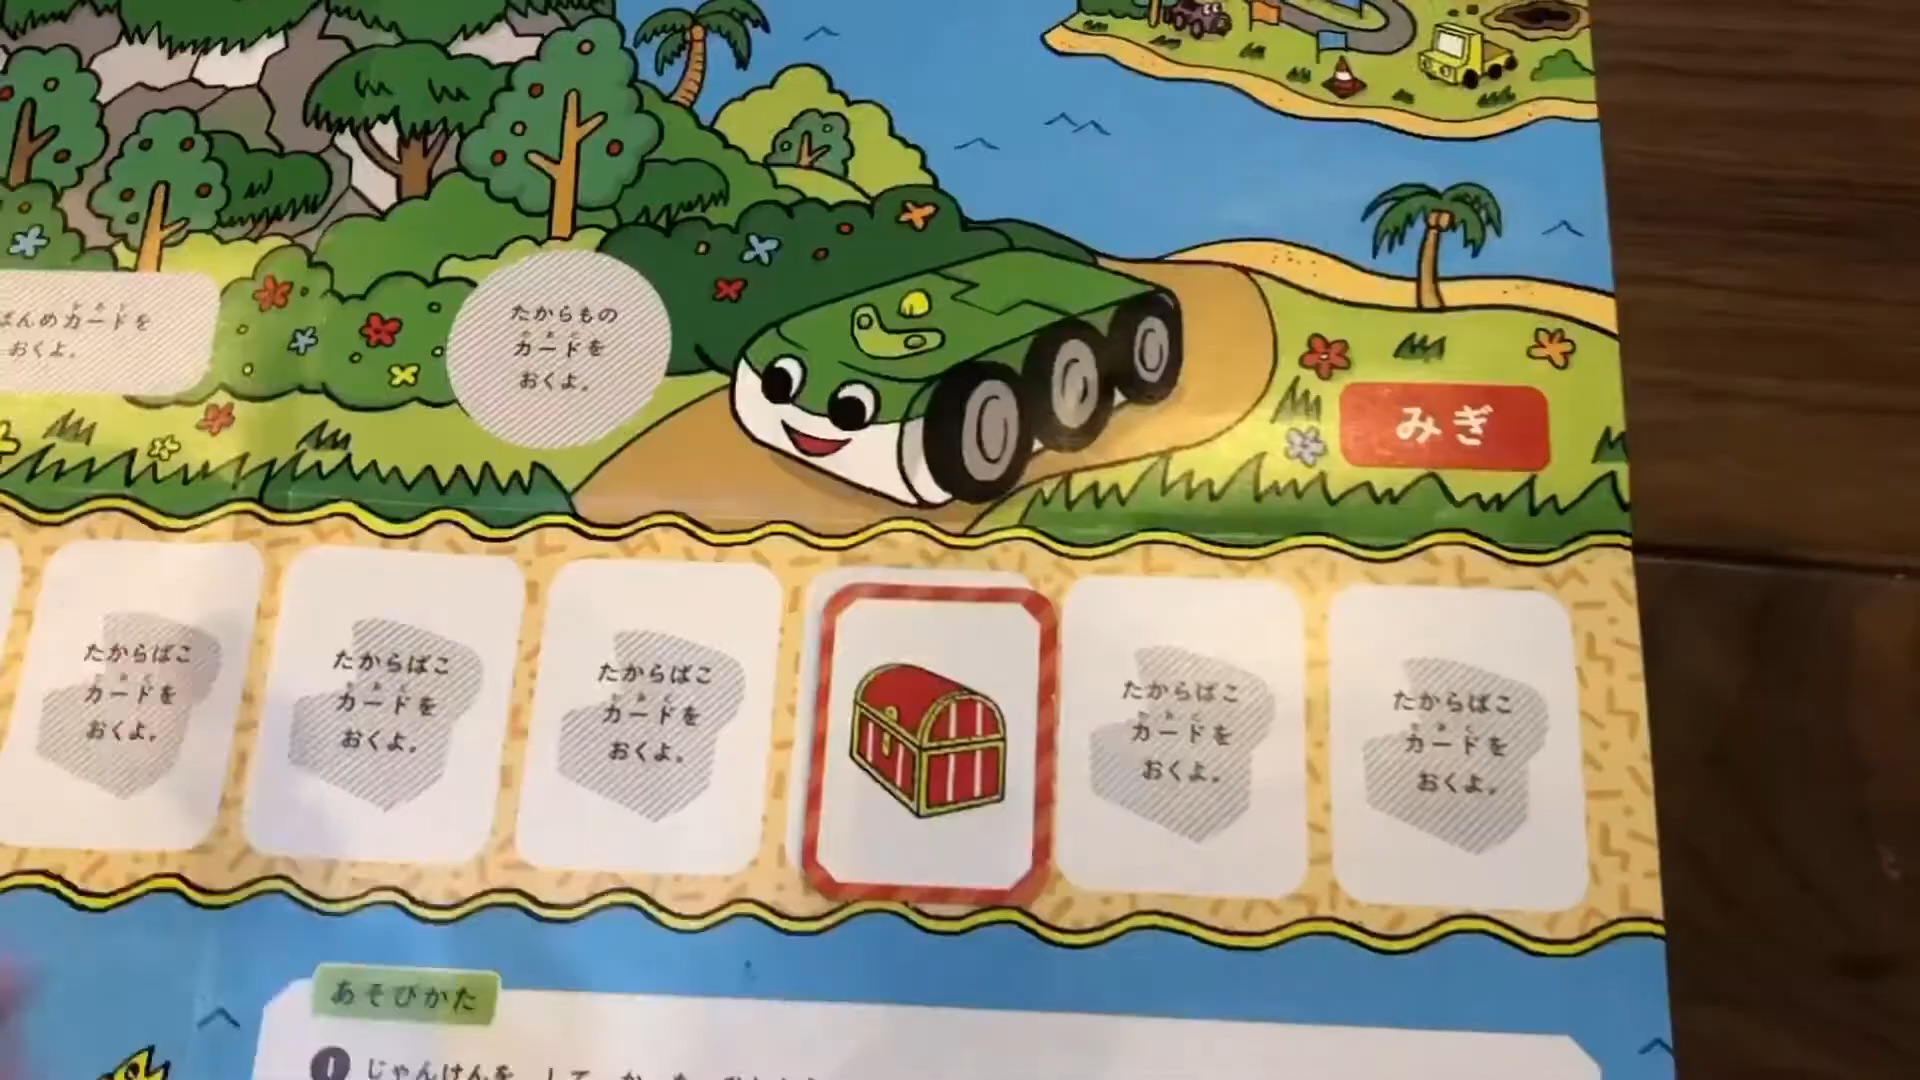 ばんめカードを
おくよ。
たからもの
カードを
おくよ。
みぎ
たからばこ
カードを
おくよ。
たからばこ
カードを
おくよ。
たからばこ
カードを
おくよ。
たからばこ
カードを
おくよ。
たからばこ
カードを
おくよ。
あそびかた
1 じゃんけんを して